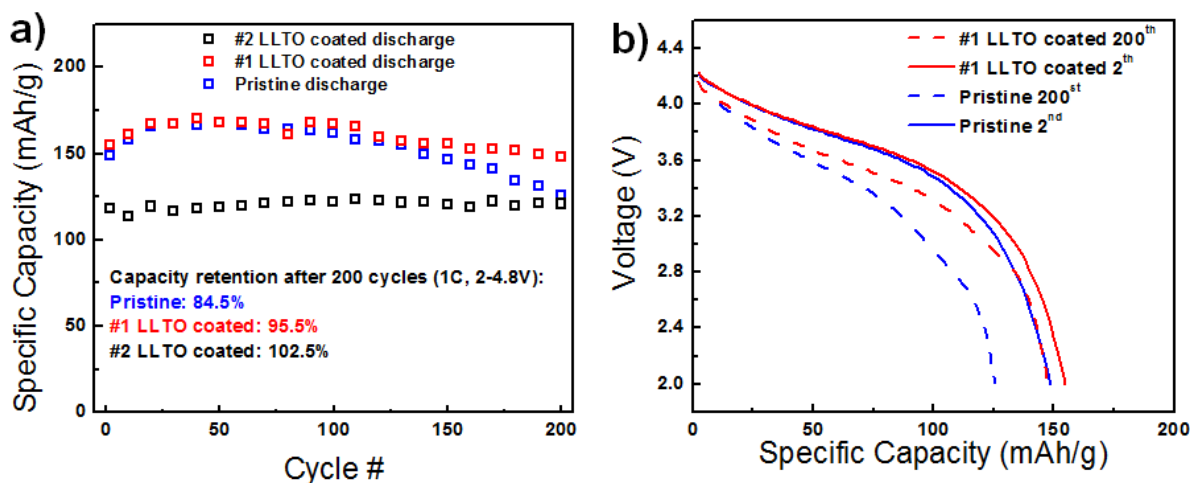 a)
#2 LLTO coated discharge
#1 LLTO coated discharge
Pristine discharge
200
150
100
50
0
Specific Capacity (mAh/g)
Capacity retention after 200 cycles (1C, 2-4.8V):
Pristine: 84.5%
#1 LLTO coated: 95.5%
#2 LLTO coated: 102.5%
0 50 100 150 200
Cycle #
b)
#1 LLTO coated 200th
#1 LLTO coated 2th
Pristine 200st
Pristine 2nd
4.4
4.0
3.6
3.2
2.8
2.4
2.0
Voltage (V)
0 50 100 150 200
Specific Capacity (mAh/g)